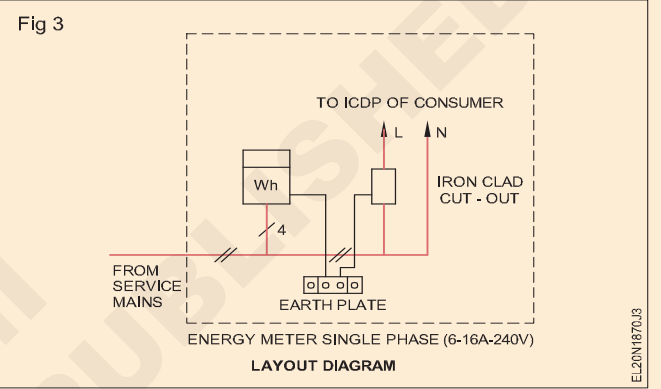 Fig 3
TO ICDP OF CONSUMER
L
N
Wh
IRON CLAD
CUT - OUT
4
FROM
SERVICE
MAINS
EARTH PLATE
ENERGY METER SINGLE PHASE (6-16A-240V)
LAYOUT DIAGRAM
EL20N1870J3
PUBLISHED